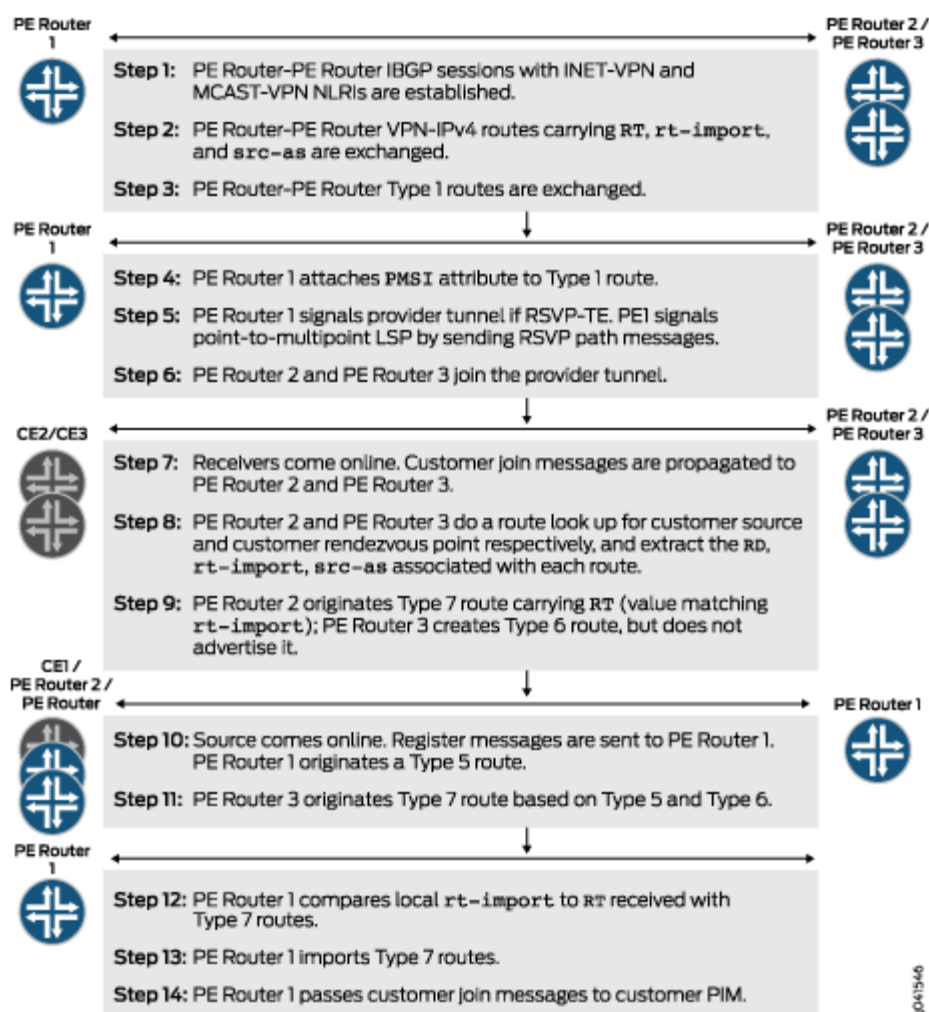 PE Router
1
PE Router 2 /
PE Router 3
Step 1: PE Router-PE Router IBGP sessions with INET-VPN and
MCAST-VPN NLRIs are established.
Step 2: PE Router-PE Router VPN-IPv4 routes carrying RT, rt-import,
and src-as are exchanged.
Step 3: PE Router-PE Router Type 1 routes are exchanged.
PE Router
1
PE Router 2 /
PE Router 3
Step 4: PE Router 1 attaches PMSI attribute to Type 1 route.
Step 5: PE Router 1 signals provider tunnel if RSVP-TE. PE1 signals
point-to-multipoint LSP by sending RSVP path messages.
Step 6: PE Router 2 and PE Router 3 join the provider tunnel.
CE2/CE3
PE Router 2 /
PE Router 3
Step 7: Receivers come online. Customer join messages are propagated to
PE Router 2 and PE Router 3.
Step 8: PE Router 2 and PE Router 3 do a route look up for customer source
and customer rendezvous point respectively, and extract the RD,
rt-import, src-as associated with each route.
Step 9: PE Router 2 originates Type 7 route carrying RT (value matching
rt-import); PE Router 3 creates Type 6 route, but does not
advertise it.
CE1 /
PE Router 2 /
PE Router
PE Router 1
Step 10: Source comes online. Register messages are sent to PE Router 1.
PE Router 1 originates a Type 5 route.
Step 11: PE Router 3 originates Type 7 route based on Type 5 and Type 6.
PE Router
1
Step 12: PE Router 1 compares local rt-import to RT received with
Type 7 routes.
Step 13: PE Router 1 imports Type 7 routes.
Step 14: PE Router 1 passes customer join messages to customer PIM.
j041546